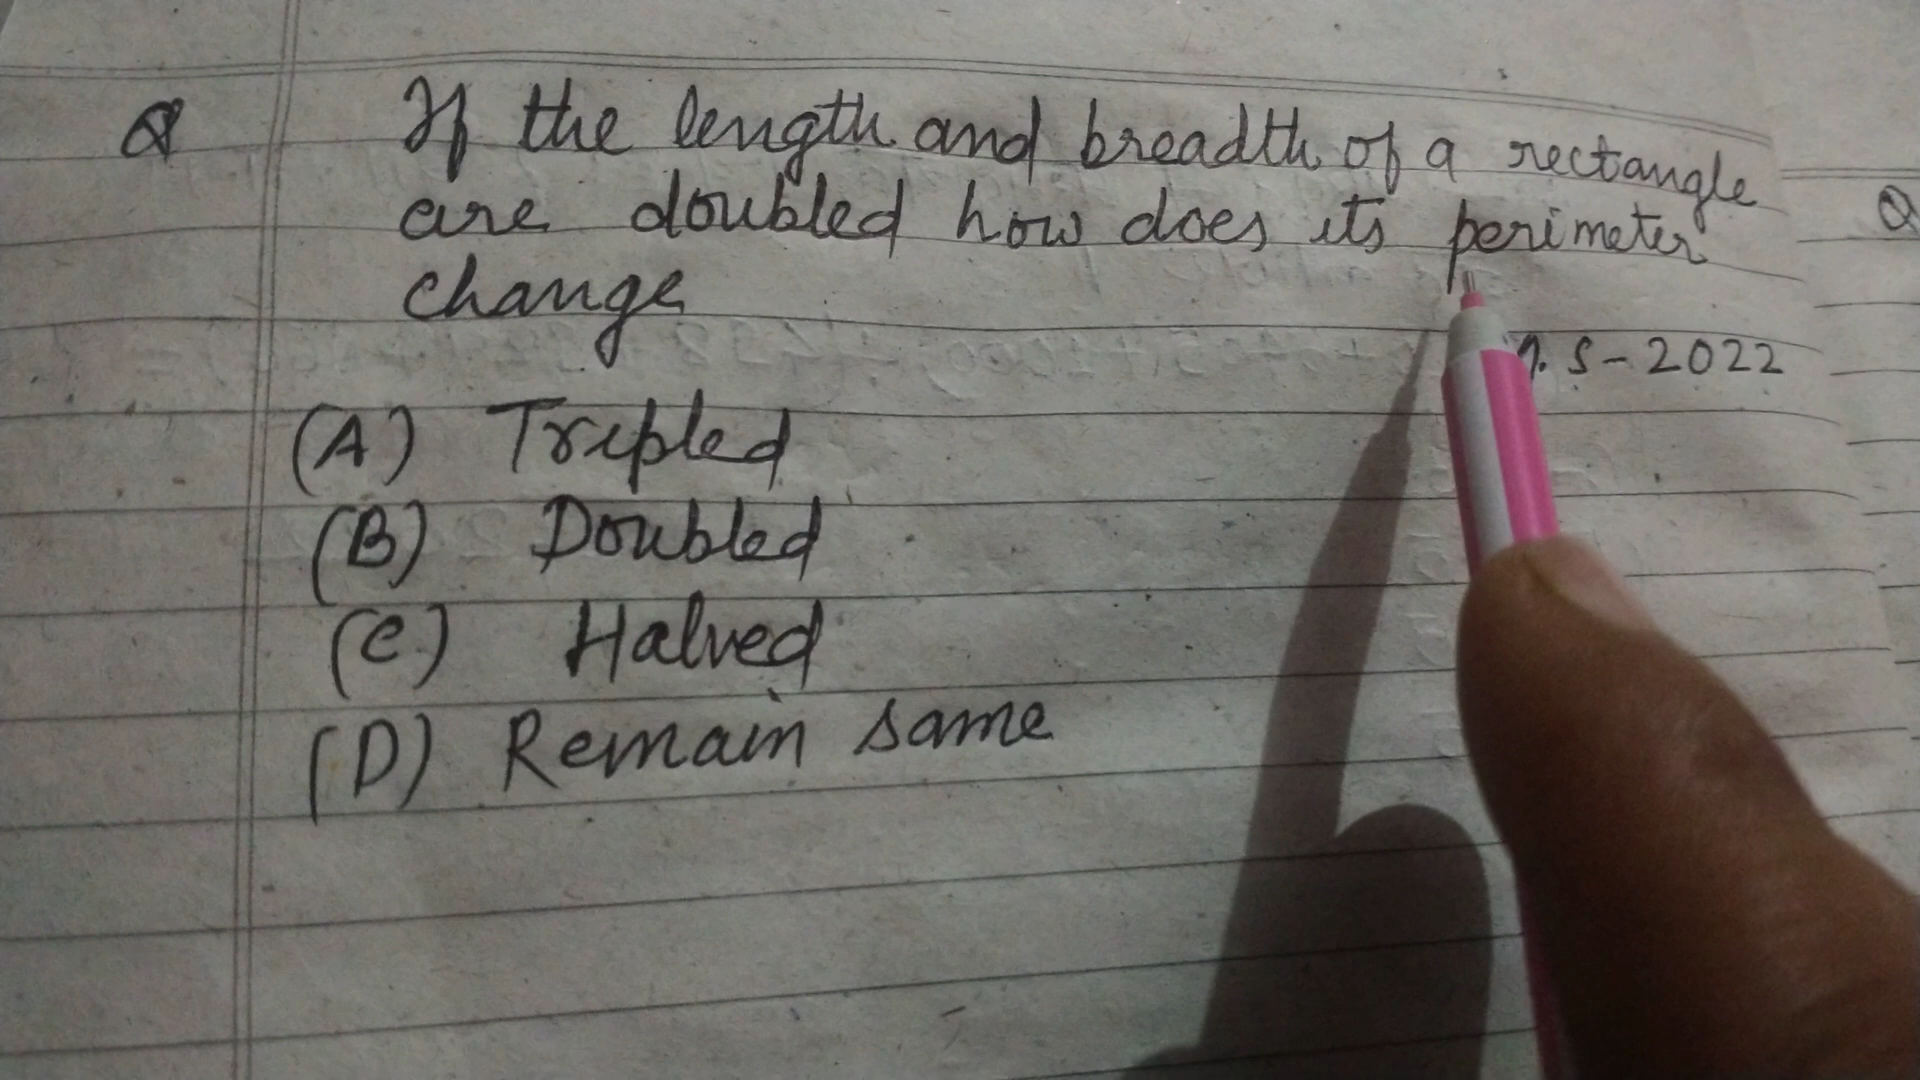 Q If the length and breadth of a rectangle
are doubled how does its perimeter
change
S-2022
(A) Tripled
(B) Doubled
(C) Halved
(D) Remain same
Q